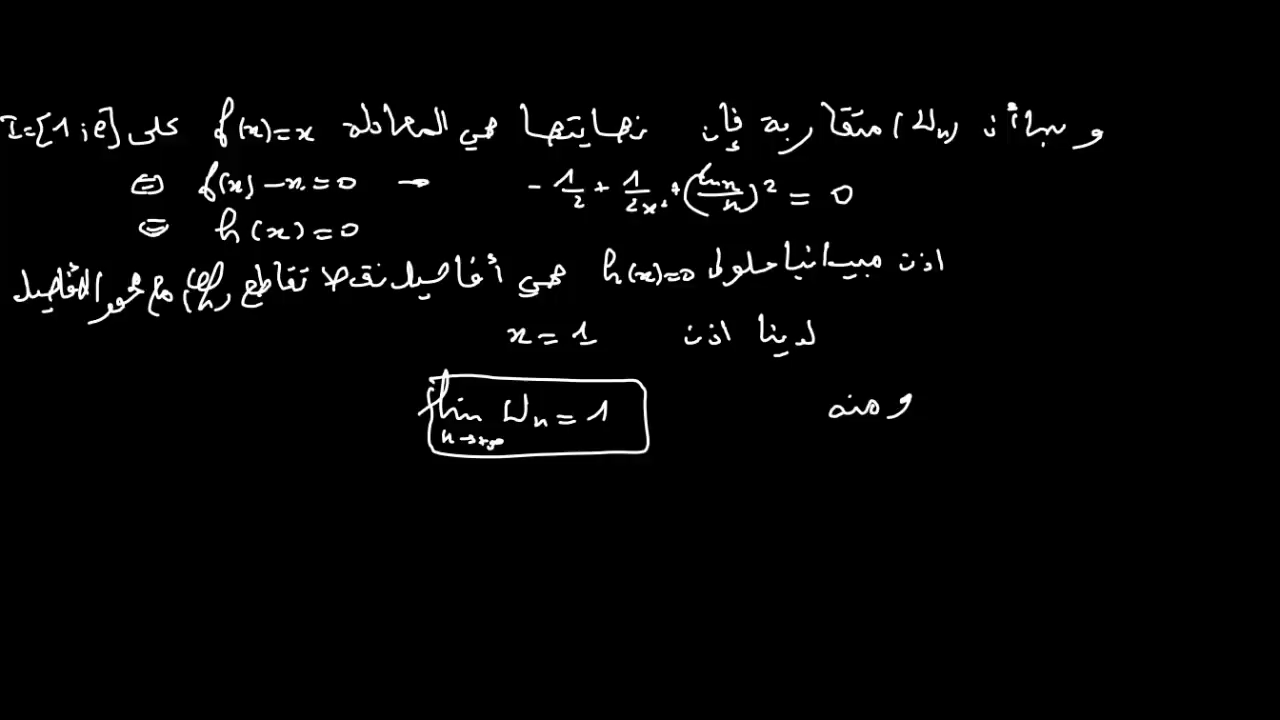 وبما أن (Un) متقاربة فإن نهايتها هي المعادلة f(x)=x على I=[1;e]
⇔ f(x)-x=0 → -1/2 + 1/2x² + (ln x/x)² = 0
⇔ h(x)=0
اذن مبيانيا حلول h(x)=0 هي أفاصيل نقط تقاطع (Ch) مع محور الأفاصيل
لدينا اذن x=1
ومنه lim Un = 1
n→+∞